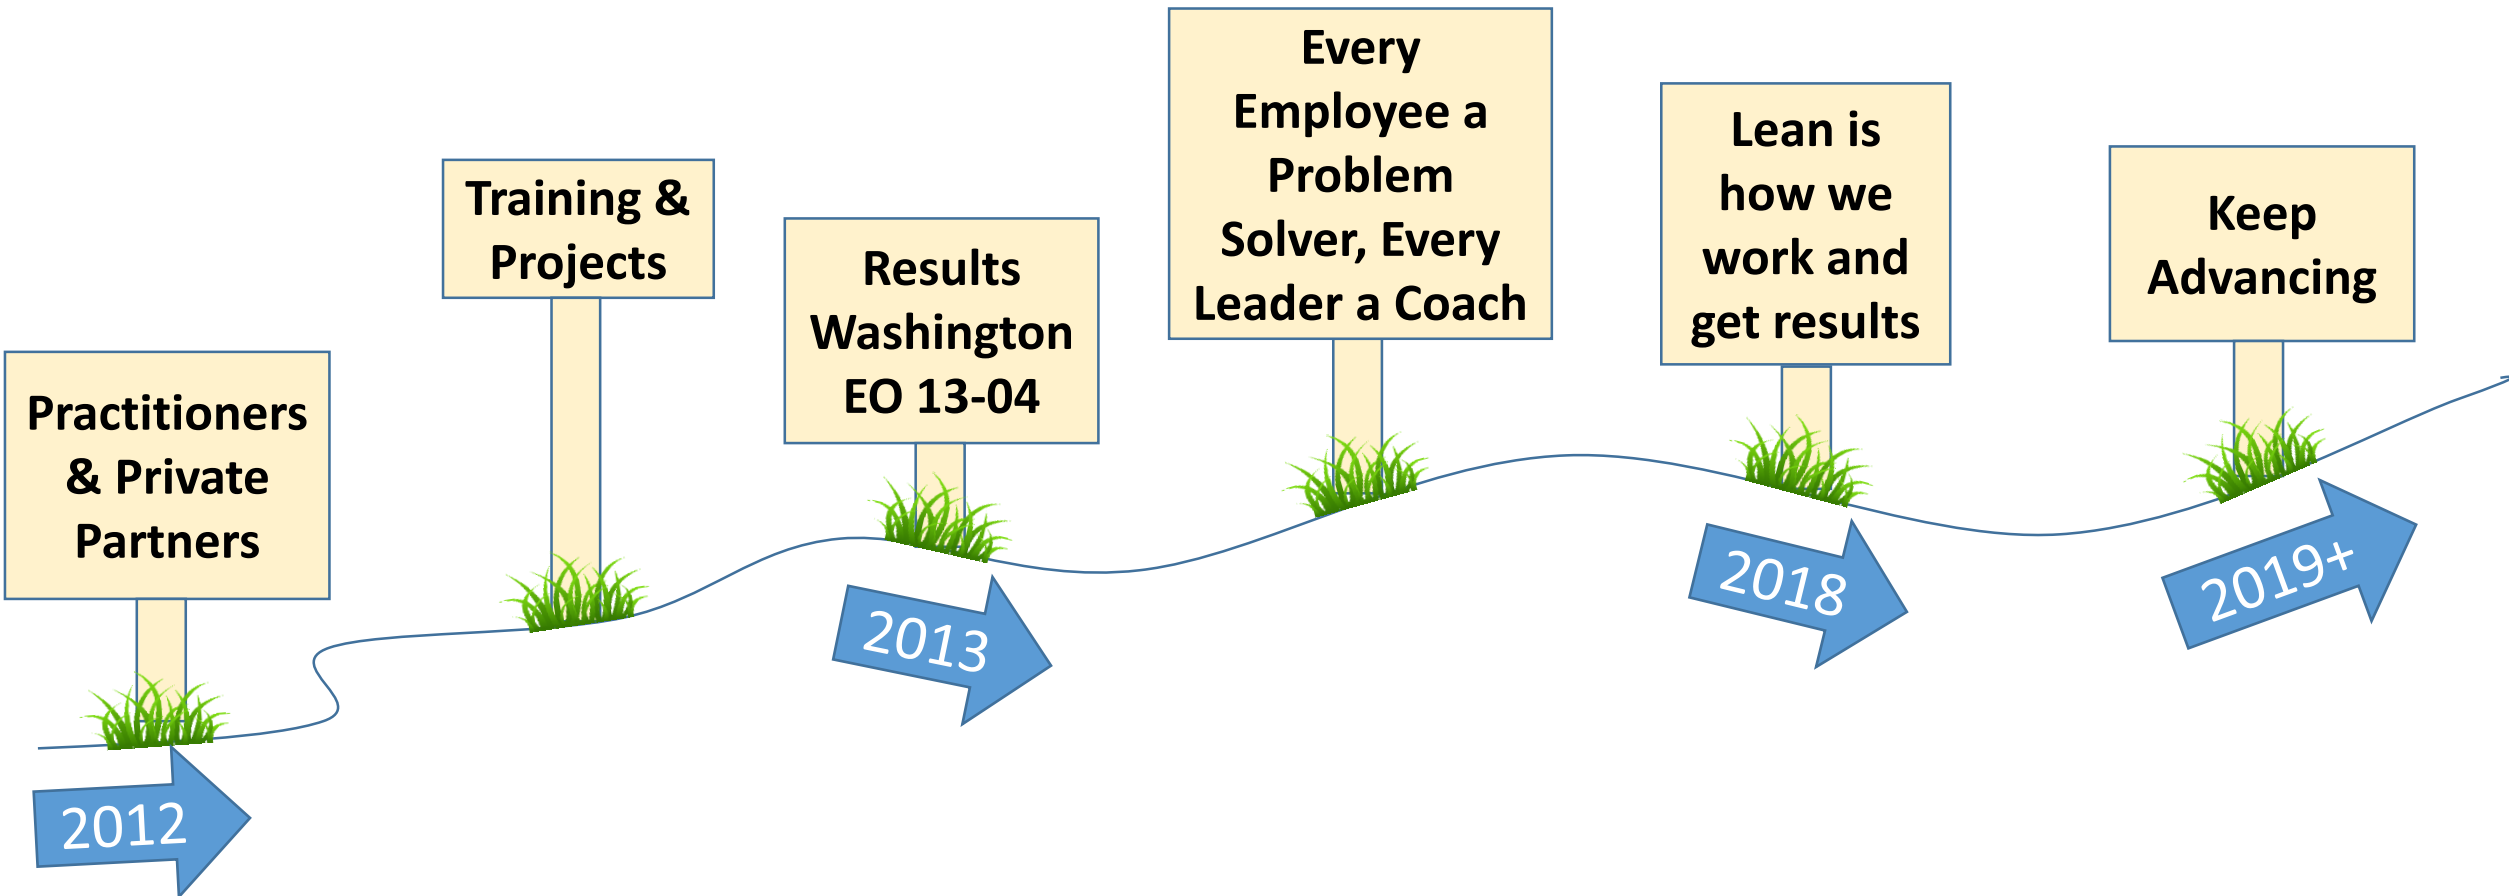 Practitioners
& Private
Partners
2012
Training &
Projects
Results
Washington
EO 13-04
2013
Every
Employee a
Problem
Solver, Every
Leader a Coach
Lean is
how we
work and
get results
2018
Keep
Advancing
2019+